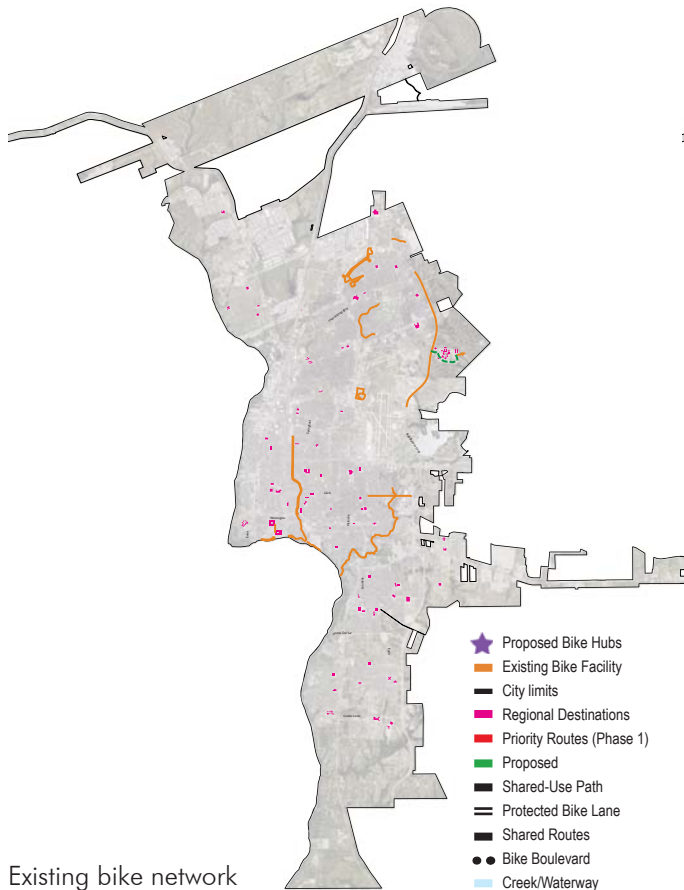 Proposed Bike Hubs
Existing Bike Facility
City limits
Regional Destinations
Priority Routes (Phase 1)
Proposed
Shared-Use Path
Protected Bike Lane
Shared Routes
Bike Boulevard
Creek/Waterway
Existing bike network